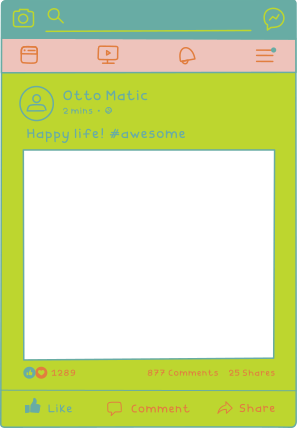 Otto Matic
2 mins
Happy life! #awesome
1289 877 Comments 25 Shares
Like Comment Share